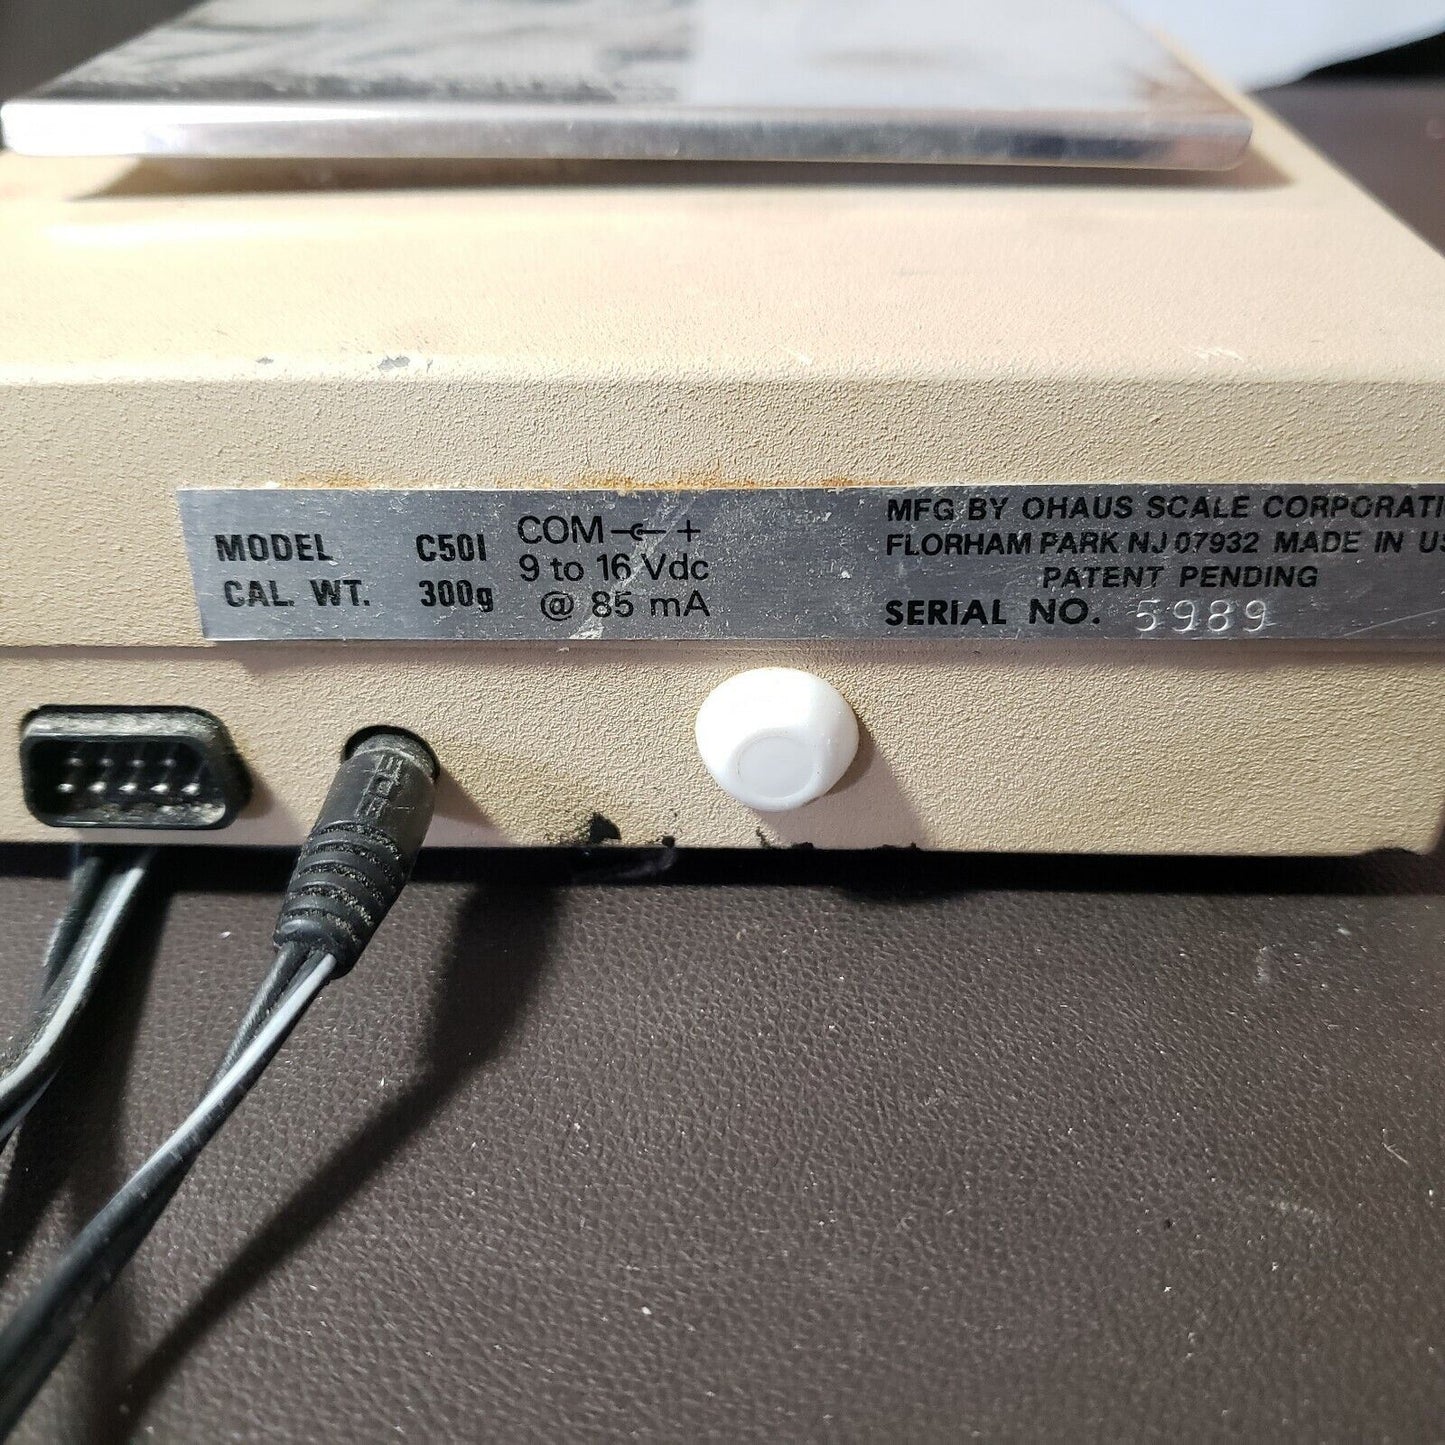 MODEL C501
CAL. WT. 300g
COM +
9 to 16 Vdc
@ 85 mA
MFG BY OHAUS SCALE CORPORATI
FLORHAM PARK NJ 07932 MADE IN US
PATENT PENDING
SERIAL NO. 5989